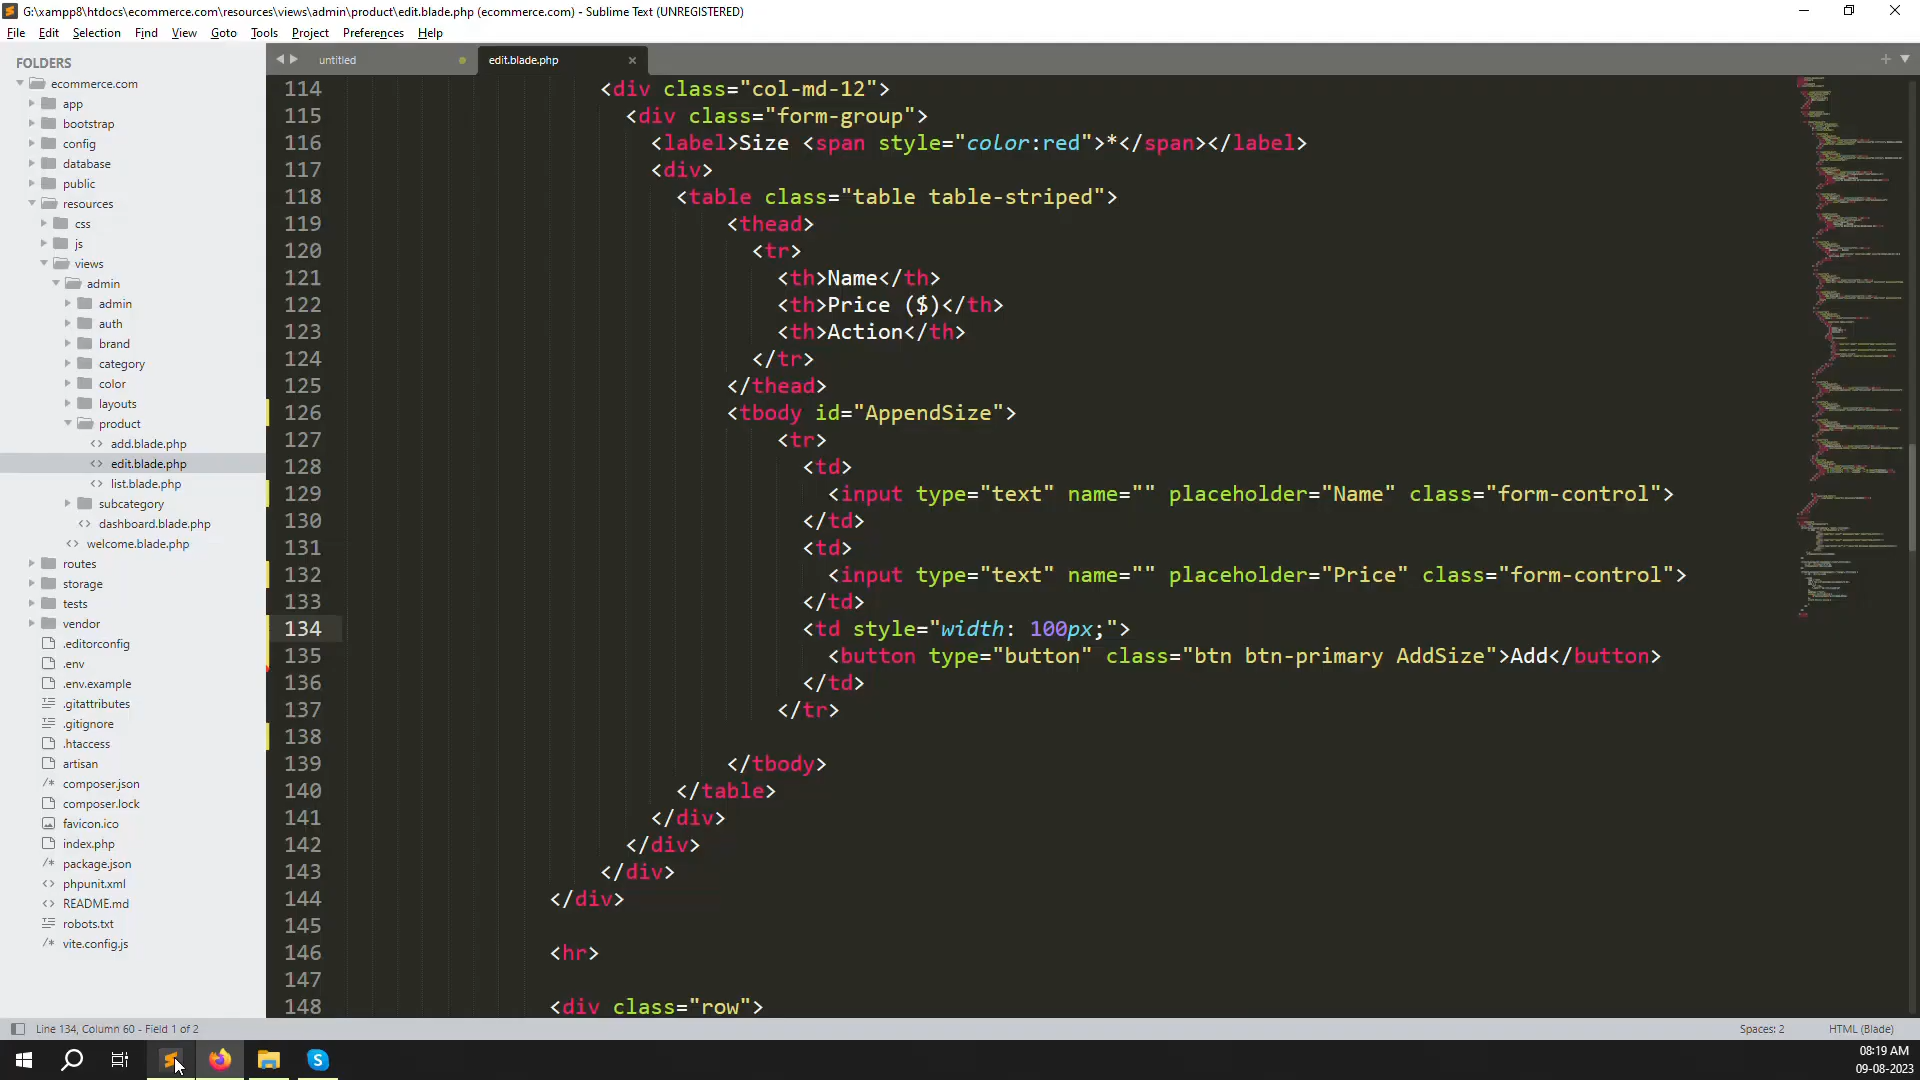 G:\xampp8\htdocs\ecommerce.com\resources\views\admin\product\edit.blade.php (ecommerce.com) - Sublime Text (UNREGISTERED)
File Edit Selection Find View Goto Tools Project Preferences Help
FOLDERS
ecommerce.com
app
bootstrap
config
database
public
resources
css
js
views
admin
admin
auth
brand
category
color
layouts
product
add.blade.php
edit.blade.php
list.blade.php
subcategory
dashboard.blade.php
welcome.blade.php
routes
storage
tests
vendor
.editorconfig
.env
.env.example
.gitattributes
.gitignore
.htaccess
artisan
composer.json
composer.lock
favicon.ico
index.php
package.json
phpunit.xml
README.md
robots.txt
vite.config.js
untitled
edit.blade.php
114 <div class="col-md-12">
115 <div class="form-group">
116 <label>Size <span style="color:red">*</span></label>
117 <div>
118 <table class="table table-striped">
119 <thead>
120 <tr>
121 <th>Name</th>
122 <th>Price ($)</th>
123 <th>Action</th>
124 </tr>
125 </thead>
126 <tbody id="AppendSize">
127 <tr>
128 <td>
129 <input type="text" name="" placeholder="Name" class="form-control">
130 </td>
131 <td>
132 <input type="text" name="" placeholder="Price" class="form-control">
133 </td>
134 <td style="width: 100px;">
135 <button type="button" class="btn btn-primary AddSize">Add</button>
136 </td>
137 </tr>
138
139 </tbody>
140 </table>
141 </div>
142 </div>
143 </div>
144 </div>
145
146 <hr>
147
148 <div class="row">
Line 134, Column 60 - Field 1 of 2
Spaces: 2
HTML (Blade)
08:19 AM
09-08-2023